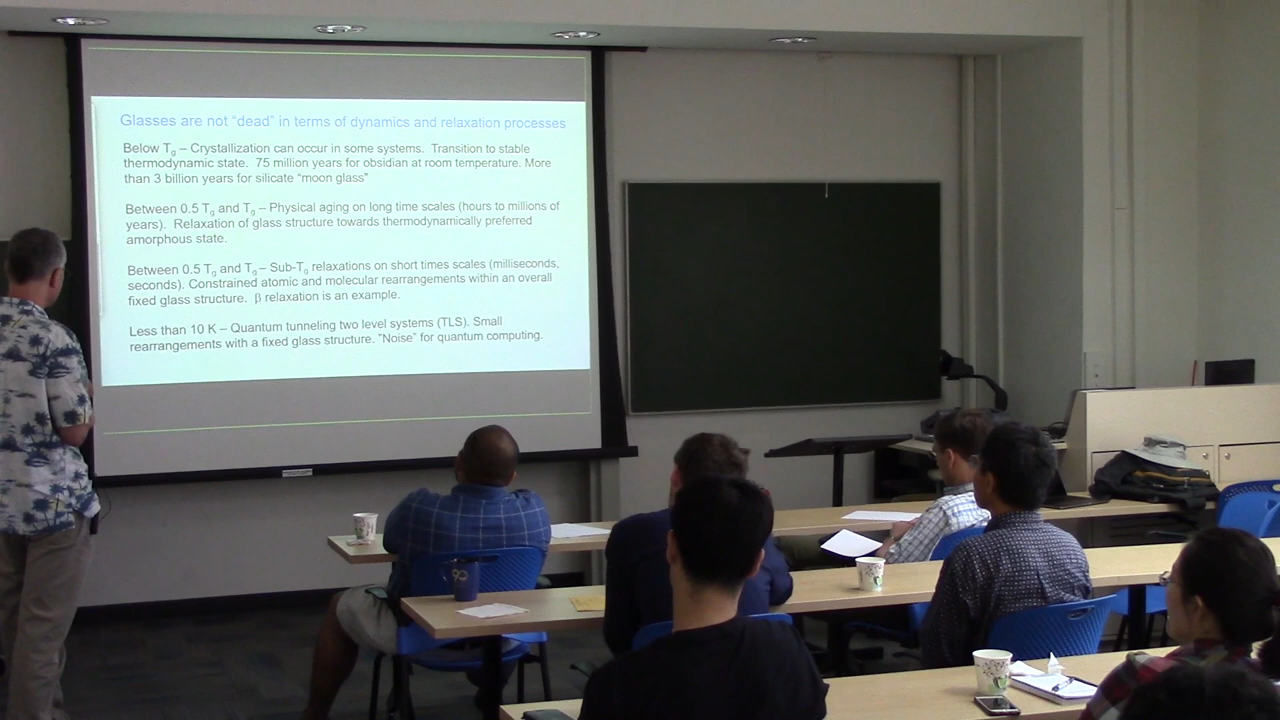 Glasses are not “dead” in terms of dynamics and relaxation processes
Below Tg – Crystallization can occur in some systems. Transition to stable
thermodynamic state. 75 million years for obsidian at room temperature. More
than 3 billion years for silicate “moon glass”
Between 0.5 Tg and Tg – Physical aging on long time scales (hours to millions of
years). Relaxation of glass structure towards thermodynamically preferred
amorphous state.
Between 0.5 Tg and Tg – Sub-Tg relaxations on short times scales (milliseconds,
seconds). Constrained atomic and molecular rearrangements within an overall
fixed glass structure. β relaxation is an example.
Less than 10 K – Quantum tunneling two level systems (TLS). Small
rearrangements with a fixed glass structure. ”Noise” for quantum computing.